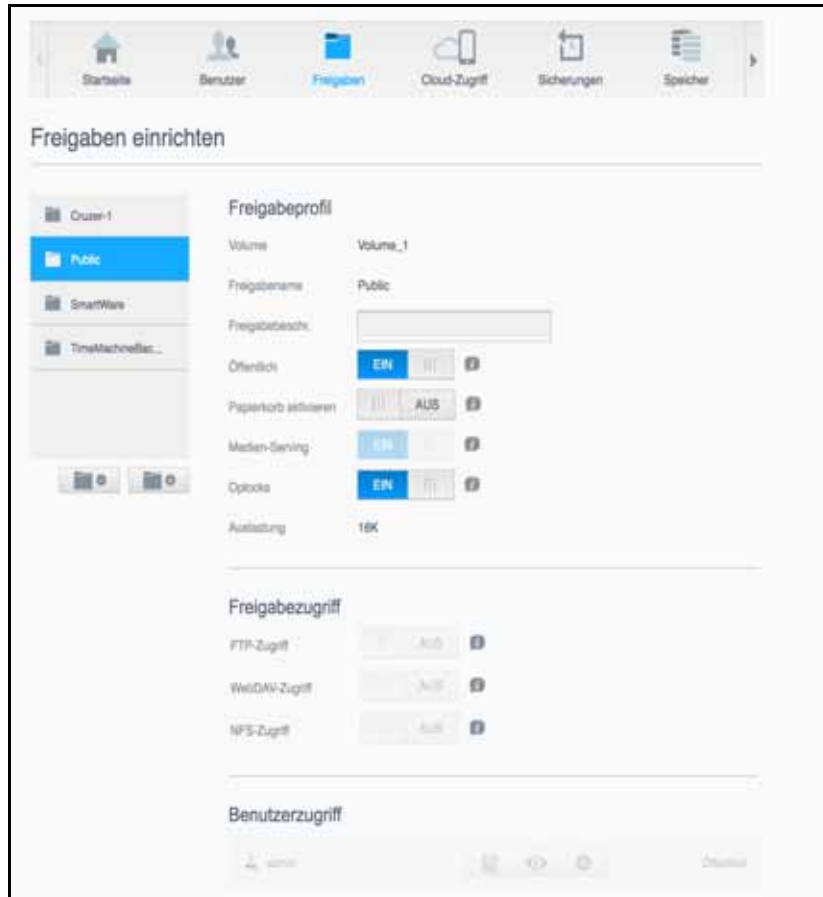 Startseite
Benutzer
Freigaben
Cloud-Zugriff
Sicherungen
Speicher
Freigaben einrichten
Cruzer-1
Public
SmartWare
TimeMachineBac...
Freigabeprofil
Volume Volume_1
Freigabename Public
Freigabebeschr.
Öffentlich EIN
Papierkorb aktivieren AUS
Medien-Serving EIN
Oplocks EIN
Auslastung 16K
Freigabezugriff
FTP-Zugriff AUS
WebDAV-Zugriff AUS
NFS-Zugriff AUS
Benutzerzugriff
admin Öffentlich